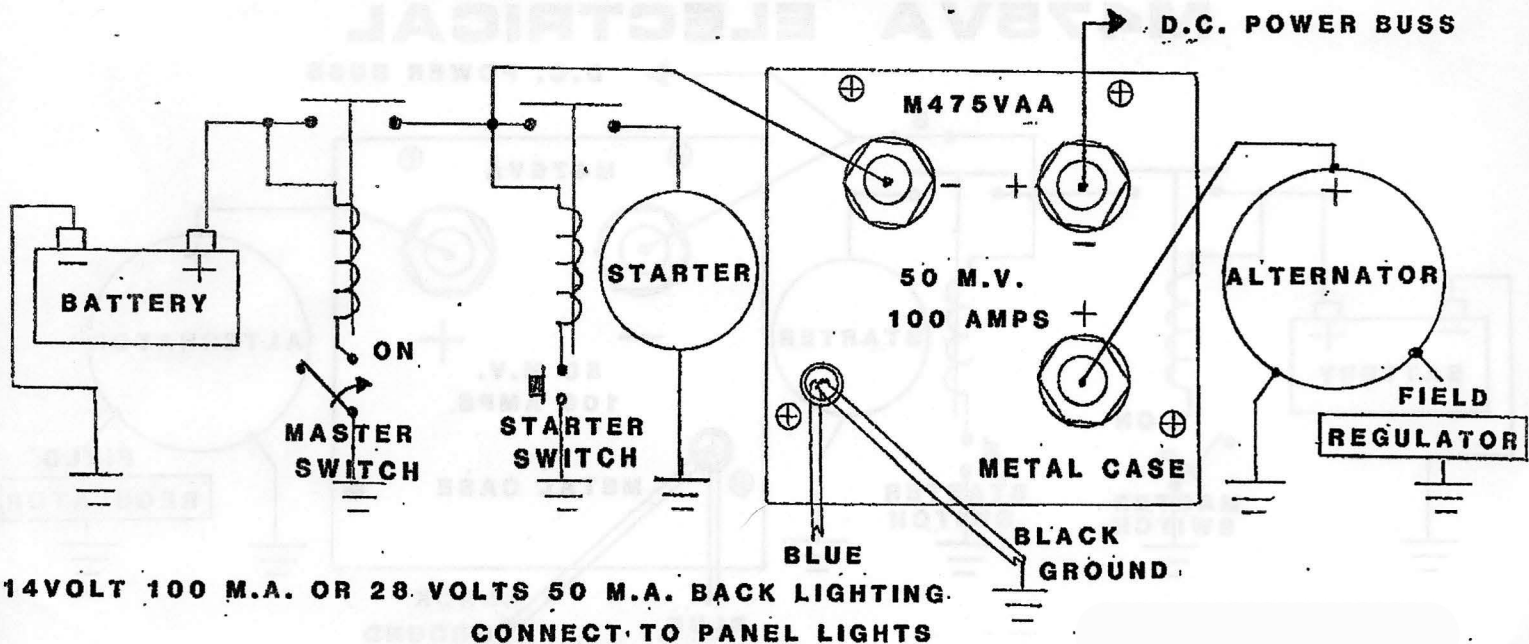 D.C. POWER BUSS
M475VAA
- +
-
+
50 M.V.
100 AMPS +
BATTERY
- +
STARTER
ALTERNATOR
ON
MASTER
SWITCH
STARTER
SWITCH
FIELD
REGULATOR
METAL CASE
BLUE
BLACK
GROUND
14VOLT 100 M.A. OR 28 VOLTS 50 M.A. BACK LIGHTING
CONNECT TO PANEL LIGHTS